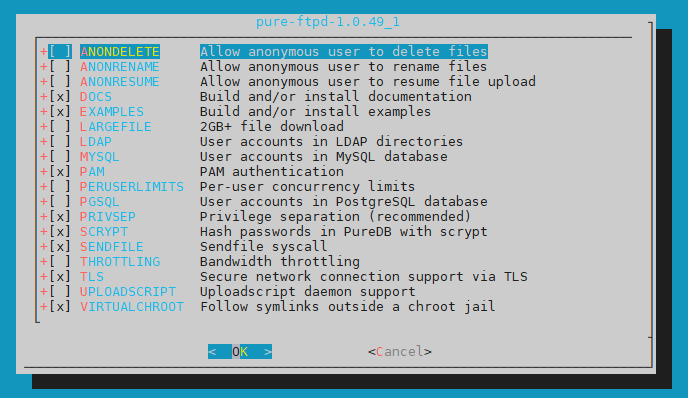 pure-ftpd-1.0.49_1
+[ ] ANONDELETE Allow anonymous user to delete files
+[ ] ANONRENAME Allow anonymous user to rename files
+[ ] ANONRESUME Allow anonymous user to resume file upload
+[x] DOCS Build and/or install documentation
+[x] EXAMPLES Build and/or install examples
+[ ] LARGEFILE 2GB+ file download
+[ ] LDAP User accounts in LDAP directories
+[ ] MYSQL User accounts in MySQL database
+[x] PAM PAM authentication
+[ ] PERUSERLIMITS Per-user concurrency limits
+[ ] PGSQL User accounts in PostgreSQL database
+[x] PRIVSEP Privilege separation (recommended)
+[x] SCRYPT Hash passwords in PureDB with scrypt
+[x] SENDFILE Sendfile syscall
+[ ] THROTTLING Bandwidth throttling
+[x] TLS Secure network connection support via TLS
+[ ] UPLOADSCRIPT Uploadscript daemon support
+[x] VIRTUALCHROOT Follow symlinks outside a chroot jail
< OK > <Cancel>